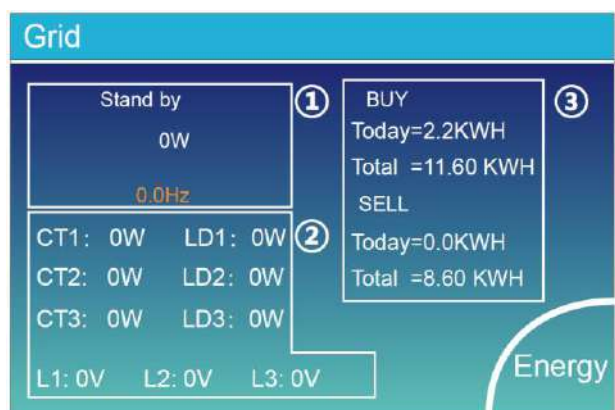 Grid
Stand by
①
0W
0.0Hz
CT1: 0W LD1: 0W
②
CT2: 0W LD2: 0W
CT3: 0W LD3: 0W
L1: 0V L2: 0V L3: 0V
BUY
③
Today=2.2KWH
Total =11.60 KWH
SELL
Today=0.0KWH
Total =8.60 KWH
Energy